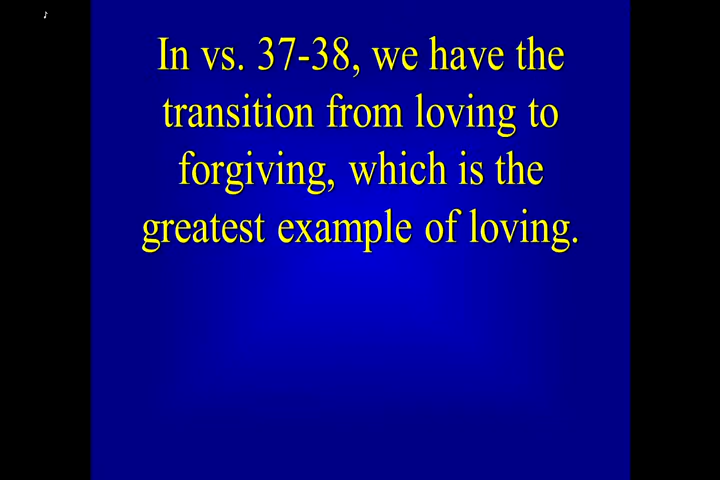 In vs. 37-38, we have the
transition from loving to
forgiving, which is the
greatest example of loving.